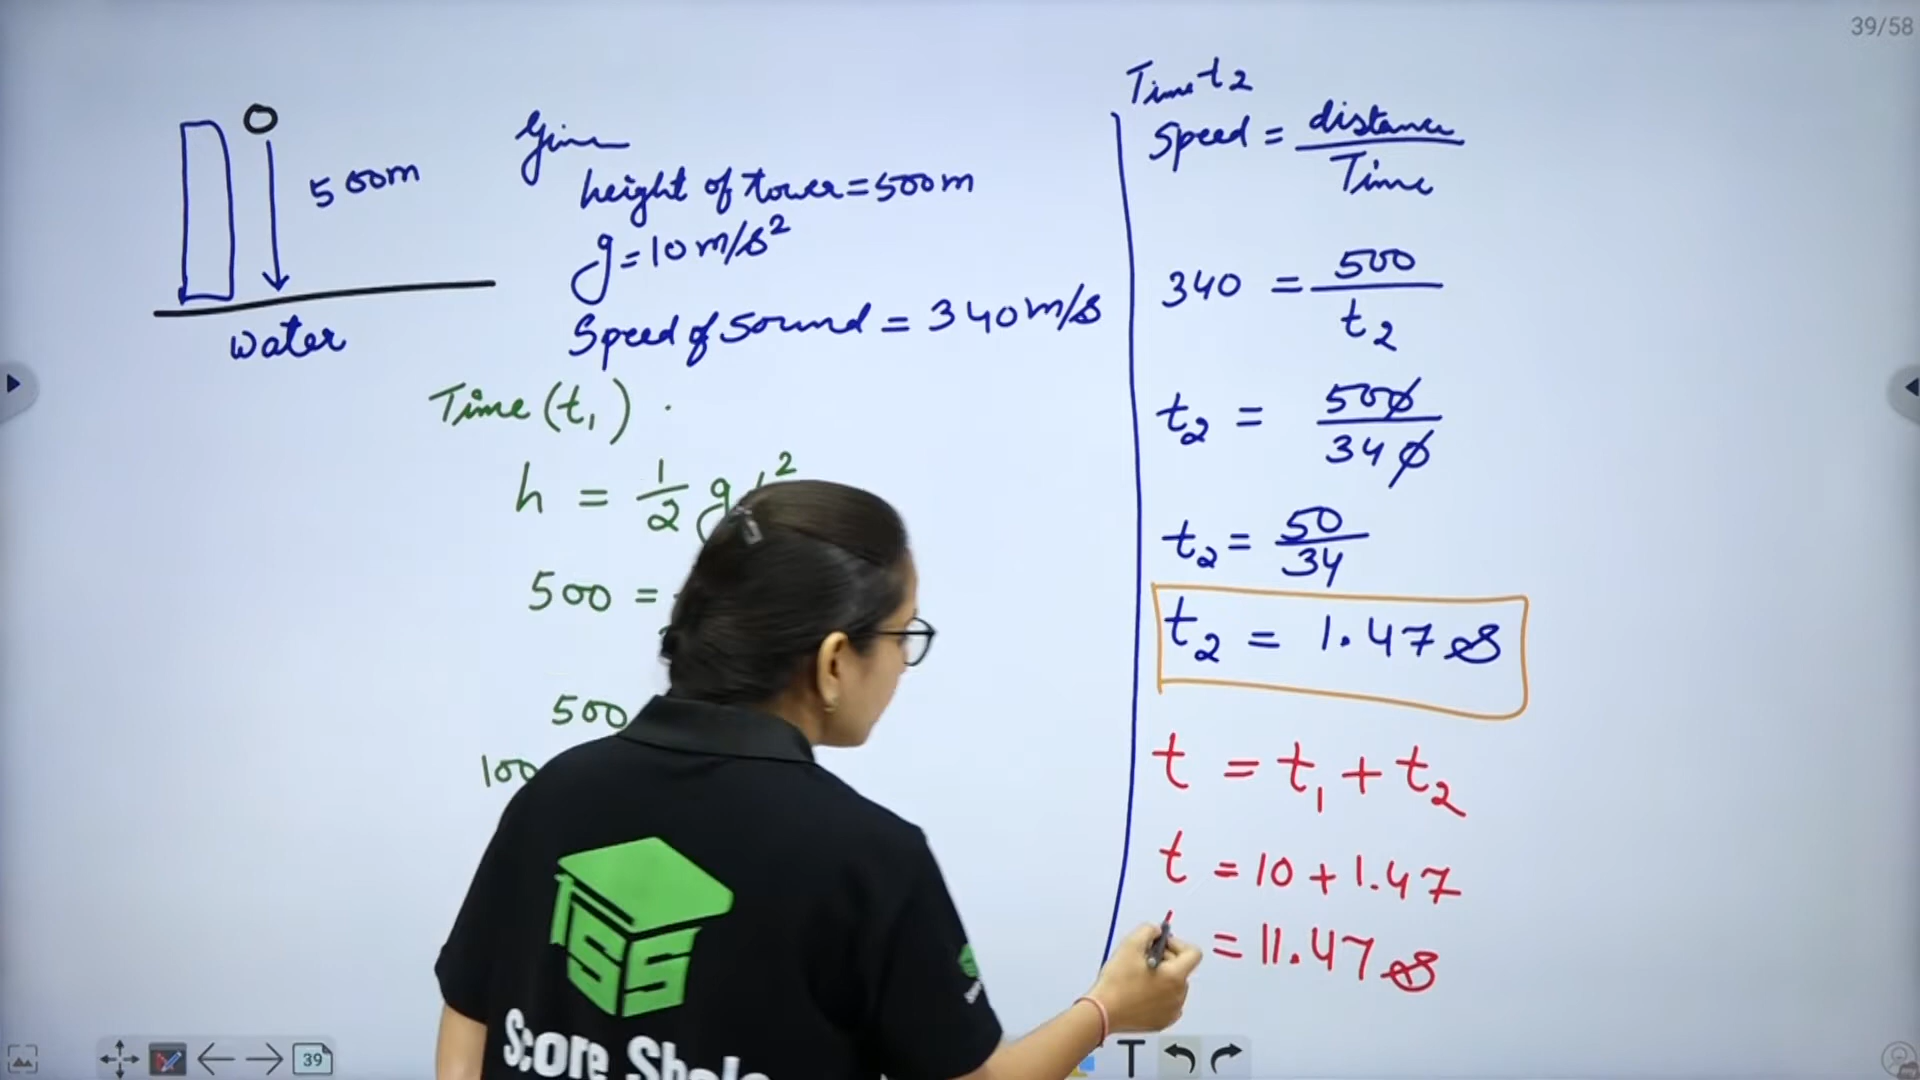 39/58
500m
water
Given
height of tower = 500m
g = 10 m/s²
Speed of Sound = 340 m/s
Time (t₁) .
h = 1/2 g
2
500 =
500
100
Time t₂
Speed = distance/Time
340 = 500/t₂
t₂ = 500/340
t₂ = 50/34
t₂ = 1.47 s
t = t₁ + t₂
t = 10 + 1.47
= 11.47 s
SS
Score
39
T